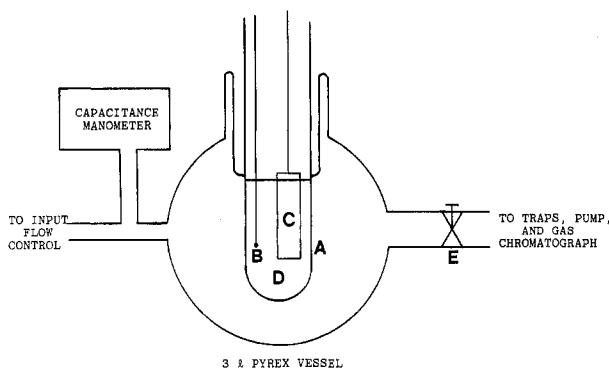 CAPACITANCE
MANOMETER
TO INPUT
FLOW
CONTROL
C
B
A
D
E
TO TRAPS, PUMP,
AND GAS
CHROMATOGRAPH
3 ℓ PYREX VESSEL